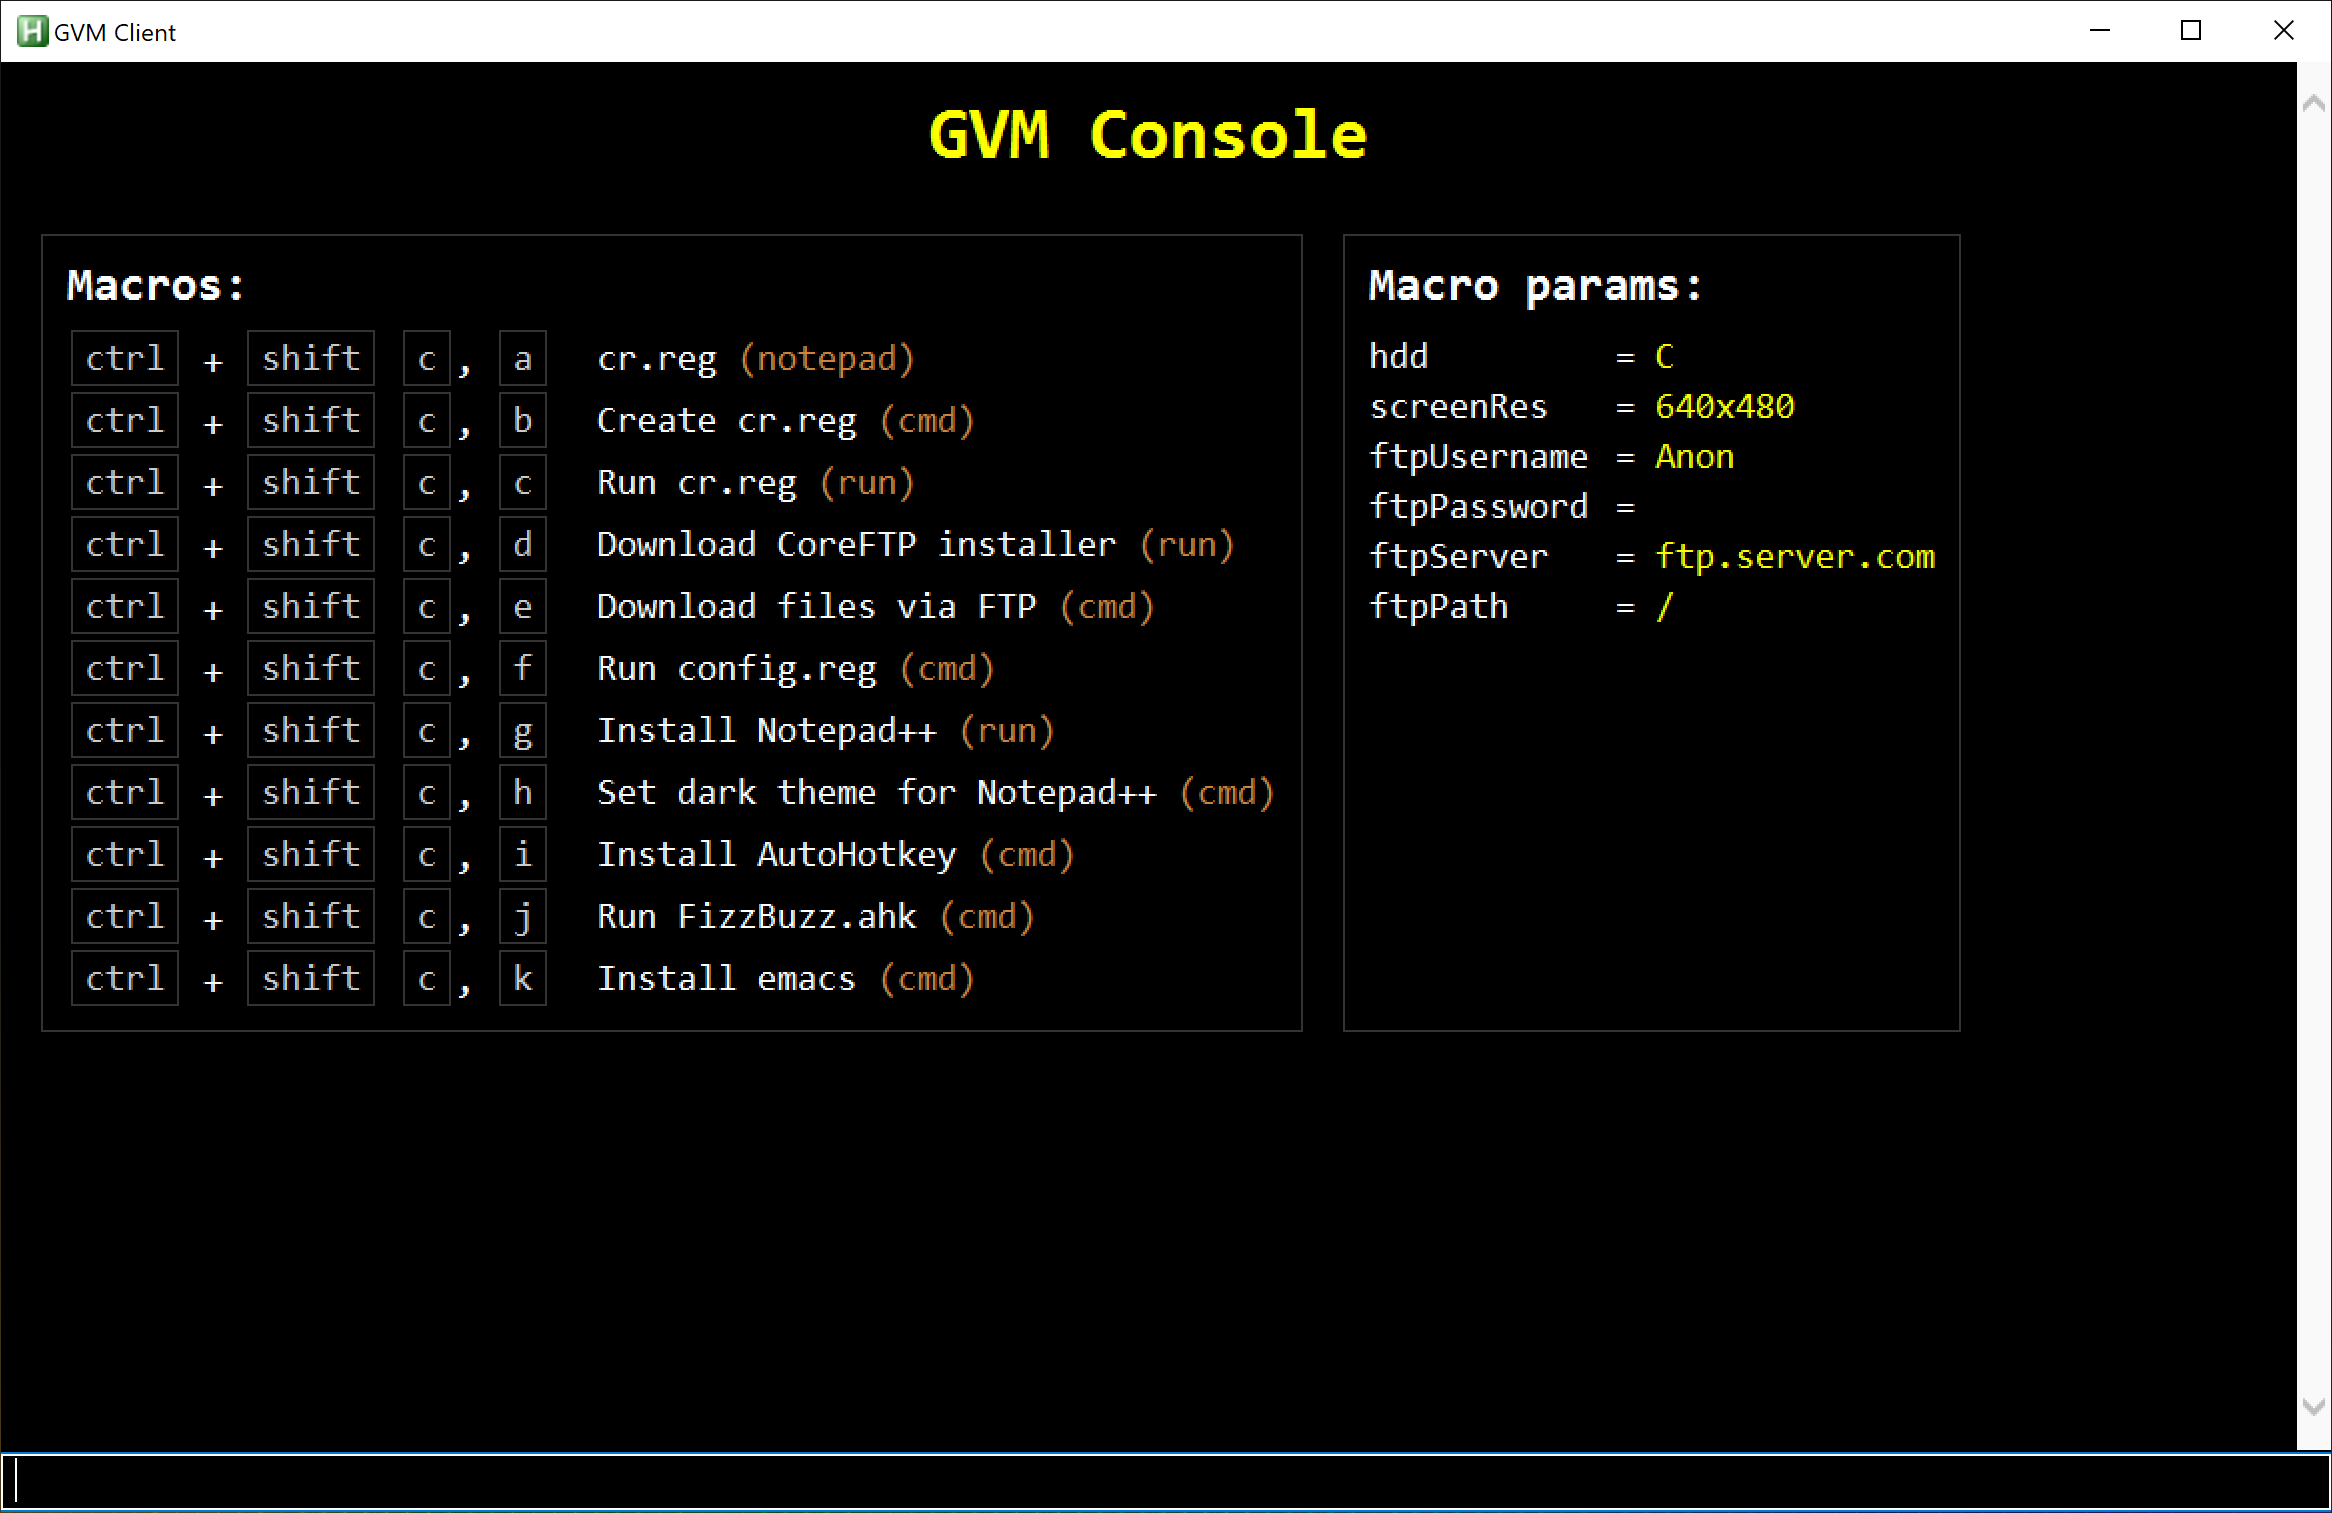 GVM Client
GVM Console
Macros:
ctrl + shift c, a cr.reg (notepad)
ctrl + shift c, b Create cr.reg (cmd)
ctrl + shift c, c Run cr.reg (run)
ctrl + shift c, d Download CoreFTP installer (run)
ctrl + shift c, e Download files via FTP (cmd)
ctrl + shift c, f Run config.reg (cmd)
ctrl + shift c, g Install Notepad++ (run)
ctrl + shift c, h Set dark theme for Notepad++ (cmd)
ctrl + shift c, i Install AutoHotkey (cmd)
ctrl + shift c, j Run FizzBuzz.ahk (cmd)
ctrl + shift c, k Install emacs (cmd)
Macro params:
hdd = C
screenRes = 640x480
ftpUsername = Anon
ftpPassword =
ftpServer = ftp.server.com
ftpPath = /